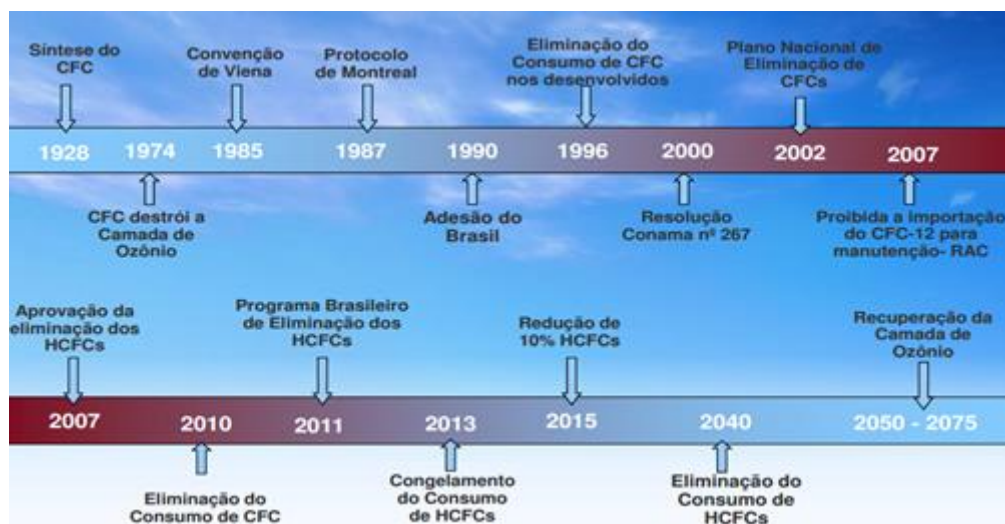 Síntese do
CFC
Convenção
de Viena
Protocolo
de Montreal
Eliminação do
Consumo de CFC
nos desenvolvidos
Plano Nacional de
Eliminação de
CFCs
1928 1974 1985 1987 1990 1996 2000 2002 2007
CFC destrói a
Camada de
Ozônio
Adesão do
Brasil
Resolução
Conama nº 267
Proibida a importação
do CFC-12 para
manutenção- RAC
Aprovação da
eliminação dos
HCFCs
Programa Brasileiro
de Eliminação dos
HCFCs
Redução de
10% HCFCs
Recuperação da
Camada de
Ozônio
2007 2010 2011 2013 2015 2040 2050 - 2075
Eliminação do
Consumo de CFC
Congelamento
do Consumo
de HCFCs
Eliminação do
Consumo de
HCFCs